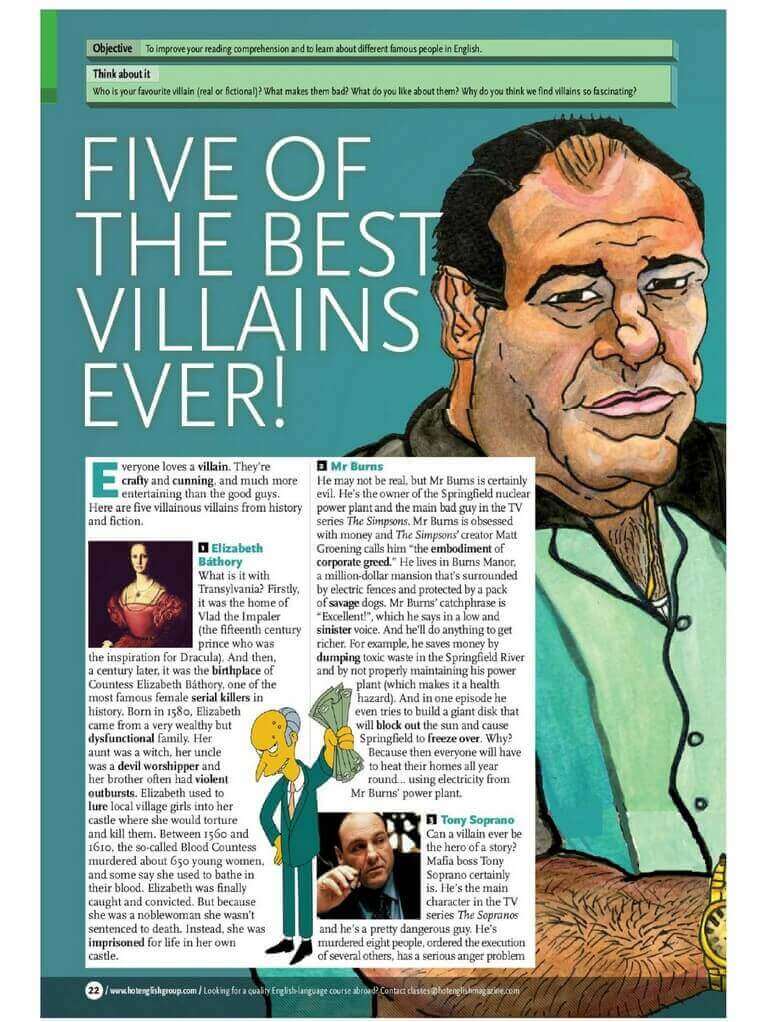 Objective To improve your reading comprehension and to learn about different famous people in English.
Think about it
Who is your favourite villain (real or fictional)? What makes them bad? What do you like about them? Why do you think we find villains so fascinating?
FIVE OF
THE BEST
VILLAINS
EVER!
Everyone loves a villain. They're
crafty and cunning, and much more
entertaining than the good guys.
Here are five villainous villains from history
and fiction.
1 Elizabeth
Báthory
What is it with
Transylvania? Firstly,
it was the home of
Vlad the Impaler
(the fifteenth century
prince who was
the inspiration for Dracula). And then,
a century later, it was the birthplace of
Countess Elizabeth Báthory, one of the
most famous female serial killers in
history. Born in 1580, Elizabeth
came from a very wealthy but
dysfunctional family. Her
aunt was a witch, her uncle
was a devil worshipper and
her brother often had violent
outbursts. Elizabeth used to
lure local village girls into her
castle where she would torture
and kill them. Between 1560 and
1610, the so-called Blood Countess
murdered about 650 young women,
and some say she used to bathe in
their blood. Elizabeth was finally
caught and convicted. But because
she was a noblewoman she wasn't
sentenced to death. Instead, she was
imprisoned for life in her own
castle.
2 Mr Burns
He may not be real, but Mr Burns is certainly
evil. He's the owner of the Springfield nuclear
power plant and the main bad guy in the TV
series The Simpsons. Mr Burns is obsessed
with money and The Simpsons' creator Matt
Groening calls him "the embodiment of
corporate greed." He lives in Burns Manor,
a million-dollar mansion that's surrounded
by electric fences and protected by a pack
of savage dogs. Mr Burns' catchphrase is
"Excellent!", which he says in a low and
sinister voice. And he'll do anything to get
richer. For example, he saves money by
dumping toxic waste in the Springfield River
and by not properly maintaining his power
plant (which makes it a health
hazard). And in one episode he
even tries to build a giant disk that
will block out the sun and cause
Springfield to freeze over. Why?
Because then everyone will have
to heat their homes all year
round... using electricity from
Mr Burns' power plant.
3 Tony Soprano
Can a villain ever be
the hero of a story?
Mafia boss Tony
Soprano certainly
is. He's the main
character in the TV
series The Sopranos
and he's a pretty dangerous guy. He's
murdered eight people, ordered the execution
of several others, has a serious anger problem
22 / www.hotenglishgroup.com / Looking for a quality English-language course abroad? Contact classes@hotenglishmagazine.com